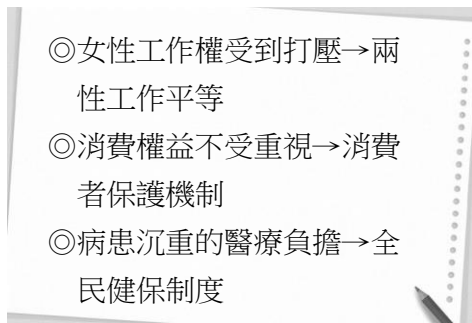 ◎女性工作權受到打壓→兩
性工作平等
◎消費權益不受重視→消費
者保護機制
◎病患沉重的醫療負擔→全
民健保制度